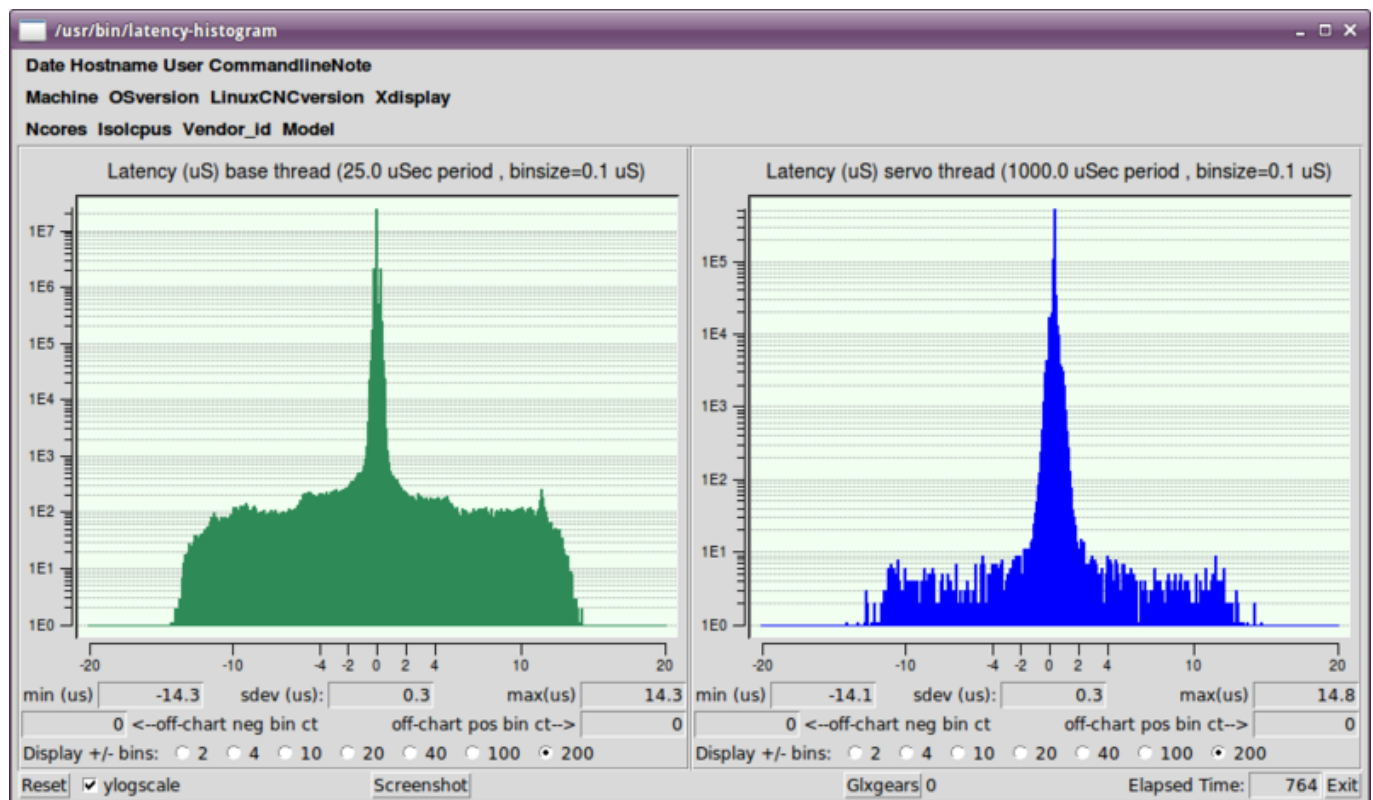 /usr/bin/latency-histogram
Date Hostname User CommandlineNote
Machine OSversion LinuxCNCversion Xdisplay
Ncores Isolcpus Vendor_id Model
Latency (uS) base thread (25.0 uSec period , binsize=0.1 uS)
1E7
1E6
1E5
1E4
1E3
1E2
1E1
1E0
-20 -10 -4 -2 0 2 4 10 20
min (us) -14.3 sdev (us): 0.3 max(us) 14.3
0 <--off-chart neg bin ct off-chart pos bin ct--> 0
Display +/- bins: 2 4 10 20 40 100 200
Latency (uS) servo thread (1000.0 uSec period , binsize=0.1 uS)
1E5
1E4
1E3
1E2
1E1
1E0
-20 -10 -4 -2 0 2 4 10 20
min (us) -14.1 sdev (us): 0.3 max(us) 14.8
0 <--off-chart neg bin ct off-chart pos bin ct--> 0
Display +/- bins: 2 4 10 20 40 100 200
Reset ylogscale Screenshot Glxgears 0 Elapsed Time: 764 Exit